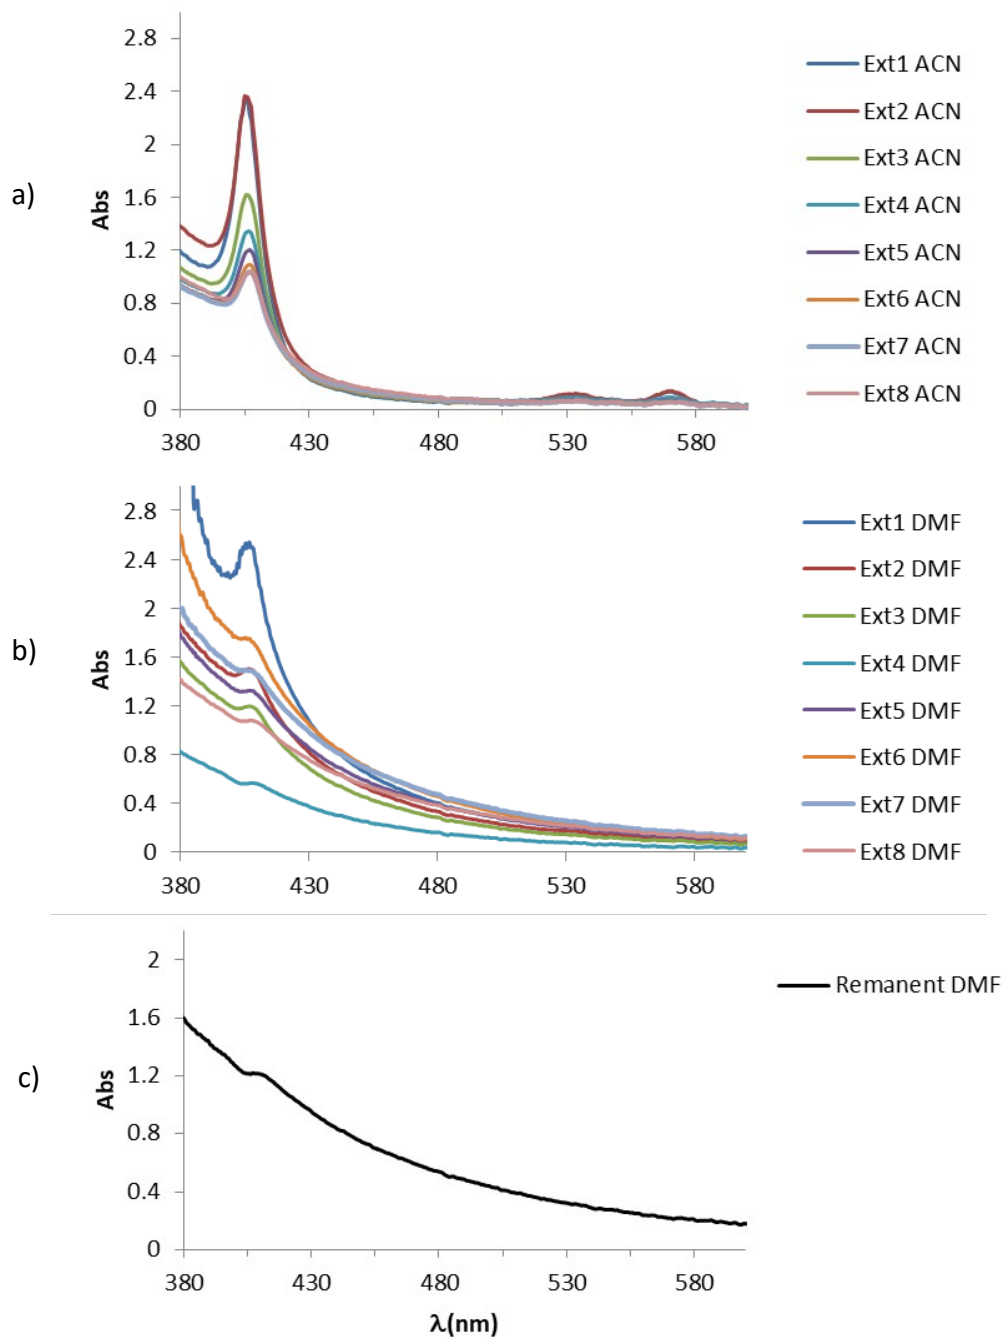 a)
Abs
2.8
2.4
2
1.6
1.2
0.8
0.4
0
380 430 480 530 580
Ext1 ACN
Ext2 ACN
Ext3 ACN
Ext4 ACN
Ext5 ACN
Ext6 ACN
Ext7 ACN
Ext8 ACN
b)
Abs
2.8
2.4
2
1.6
1.2
0.8
0.4
0
380 430 480 530 580
Ext1 DMF
Ext2 DMF
Ext3 DMF
Ext4 DMF
Ext5 DMF
Ext6 DMF
Ext7 DMF
Ext8 DMF
c)
Abs
2
1.6
1.2
0.8
0.4
0
380 430 480 530 580
λ(nm)
Remanent DMF